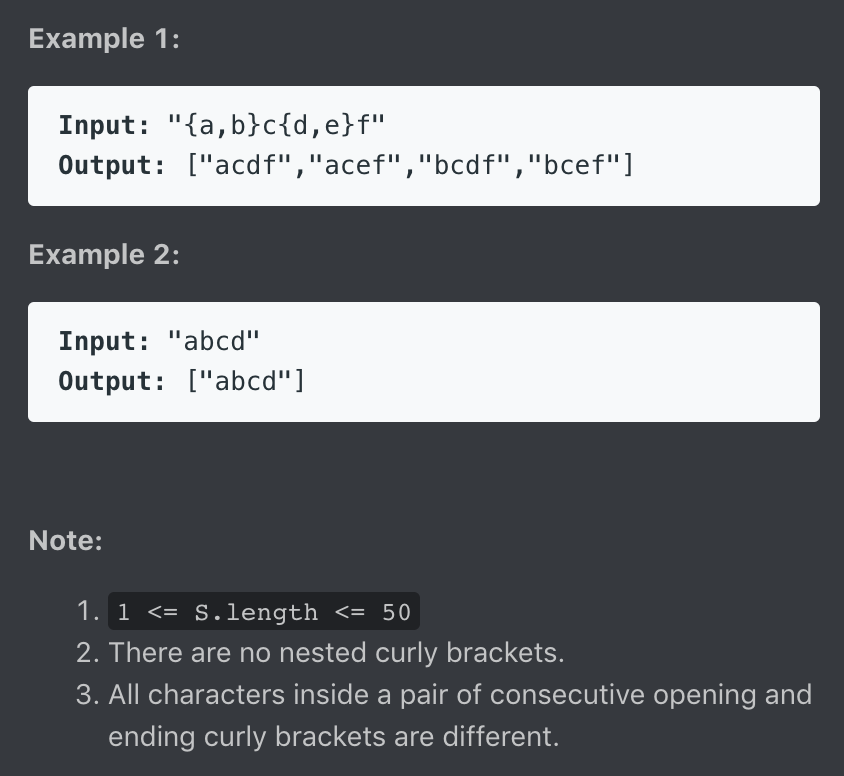 Example 1:
Input: "{a,b}c{d,e}f"
Output: ["acdf","acef","bcdf","bcef"]
Example 2:
Input: "abcd"
Output: ["abcd"]
Note:
1. 1 <= S.length <= 50
2. There are no nested curly brackets.
3. All characters inside a pair of consecutive opening and
ending curly brackets are different.